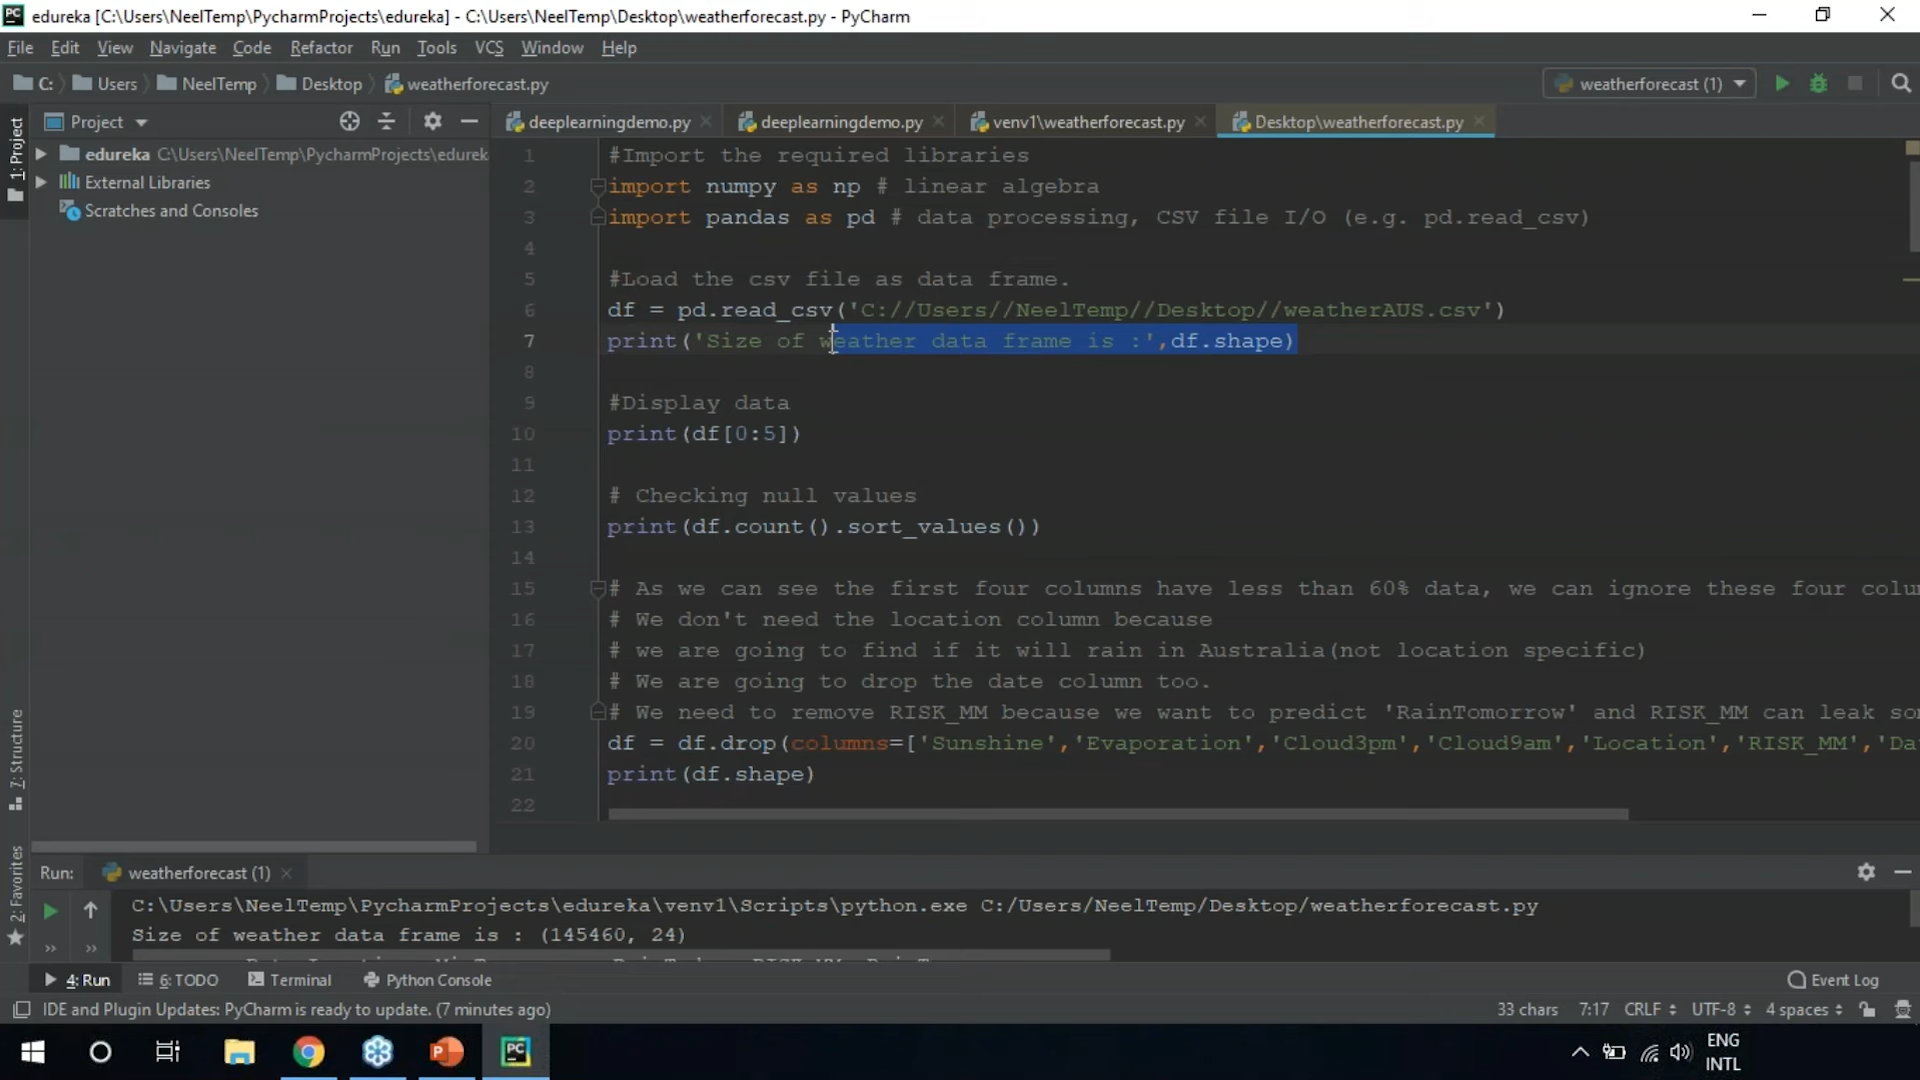 edureka [C:\Users\NeelTemp\PycharmProjects\edureka] - C:\Users\NeelTemp\Desktop\weatherforecast.py - PyCharm
File Edit View Navigate Code Refactor Run Tools VCS Window Help
C: Users NeelTemp Desktop weatherforecast.py weatherforecast (1)
Project deeplearningdemo.py deeplearningdemo.py venv1\weatherforecast.py Desktop\weatherforecast.py
1: Project
edureka C:\Users\NeelTemp\PycharmProjects\edurek
External Libraries
Scratches and Consoles
1 #Import the required libraries
2 import numpy as np # linear algebra
3 import pandas as pd # data processing, CSV file I/O (e.g. pd.read_csv)
4
5 #Load the csv file as data frame.
6 df = pd.read_csv('C://Users//NeelTemp//Desktop//weatherAUS.csv')
7 print('Size of weather data frame is :',df.shape)
8
9 #Display data
10 print(df[0:5])
11
12 # Checking null values
13 print(df.count().sort_values())
14
15 # As we can see the first four columns have less than 60% data, we can ignore these four colu
16 # We don't need the location column because
17 # we are going to find if it will rain in Australia(not location specific)
18 # We are going to drop the date column too.
19 # We need to remove RISK_MM because we want to predict 'RainTomorrow' and RISK_MM can leak so
20 df = df.drop(columns=['Sunshine','Evaporation','Cloud3pm','Cloud9am','Location','RISK_MM','Da
21 print(df.shape)
22
7: Structure
2: Favorites
Run: weatherforecast (1)
C:\Users\NeelTemp\PycharmProjects\edureka\venv1\Scripts\python.exe C:/Users/NeelTemp/Desktop/weatherforecast.py
Size of weather data frame is : (145460, 24)
4: Run 6: TODO Terminal Python Console Event Log
IDE and Plugin Updates: PyCharm is ready to update. (7 minutes ago) 33 chars 7:17 CRLF UTF-8 4 spaces
ENG
INTL